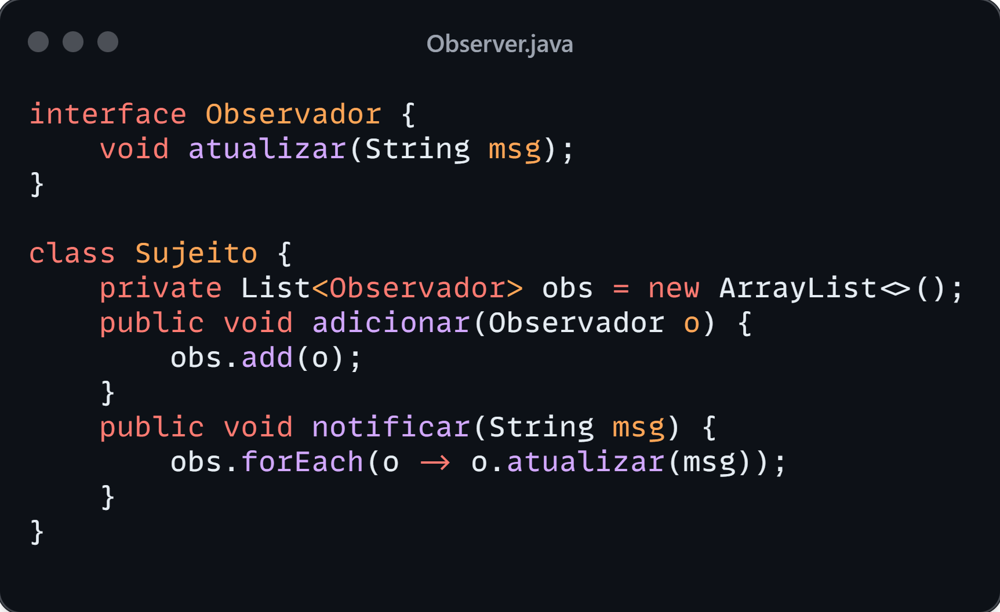 Observer.java
interface Observador {
    void atualizar(String msg);
}

class Sujeito {
    private List<Observador> obs = new ArrayList<>();
    public void adicionar(Observador o) {
        obs.add(o);
    }
    public void notificar(String msg) {
        obs.forEach(o -> o.atualizar(msg));
    }
}